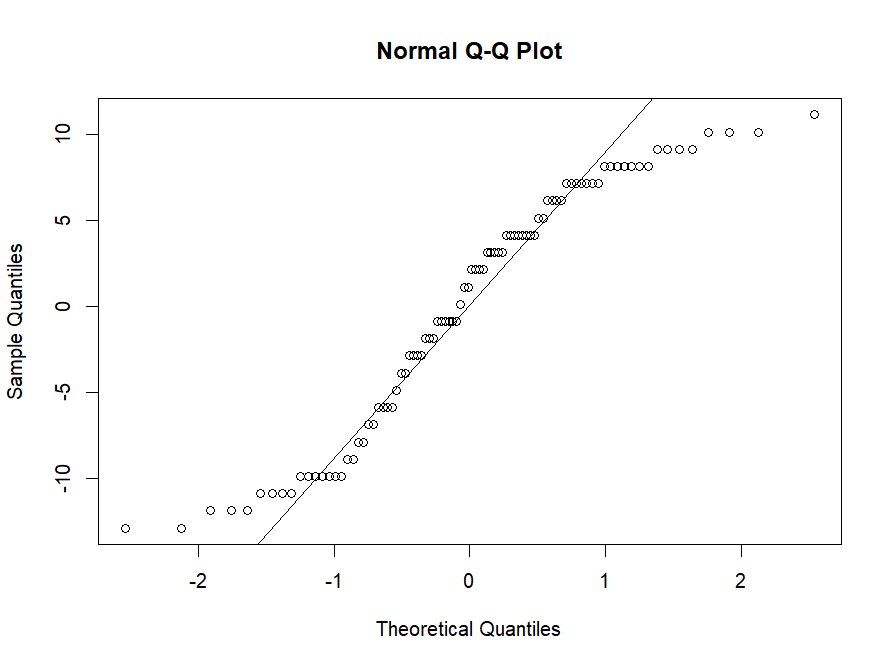 Normal Q-Q Plot
10
5
0
-5
-10
Sample Quantiles
-2 -1 0 1 2
Theoretical Quantiles